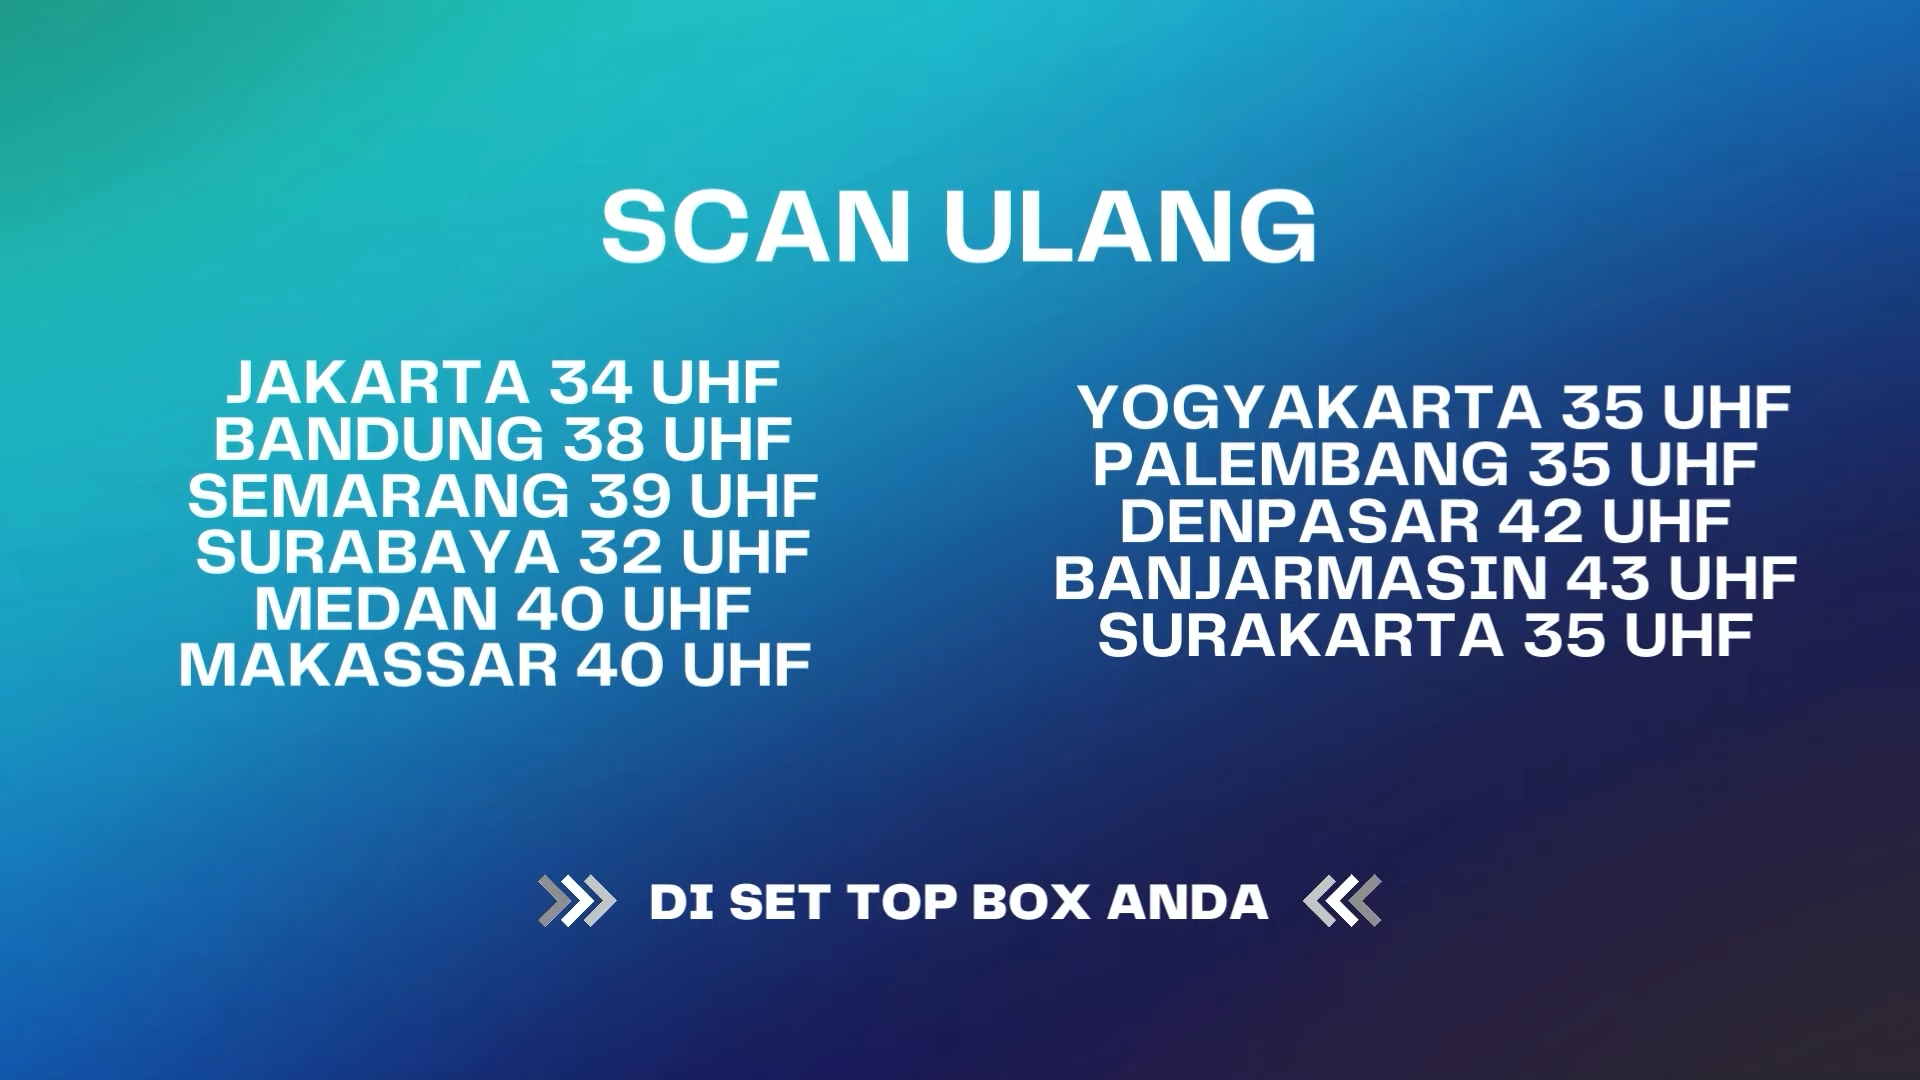 SCAN ULANG
JAKARTA 34 UHF
BANDUNG 38 UHF
SEMARANG 39 UHF
SURABAYA 32 UHF
MEDAN 40 UHF
MAKASSAR 40 UHF
YOGYAKARTA 35 UHF
PALEMBANG 35 UHF
DENPASAR 42 UHF
BANJARMASIN 43 UHF
SURAKARTA 35 UHF
DI SET TOP BOX ANDA